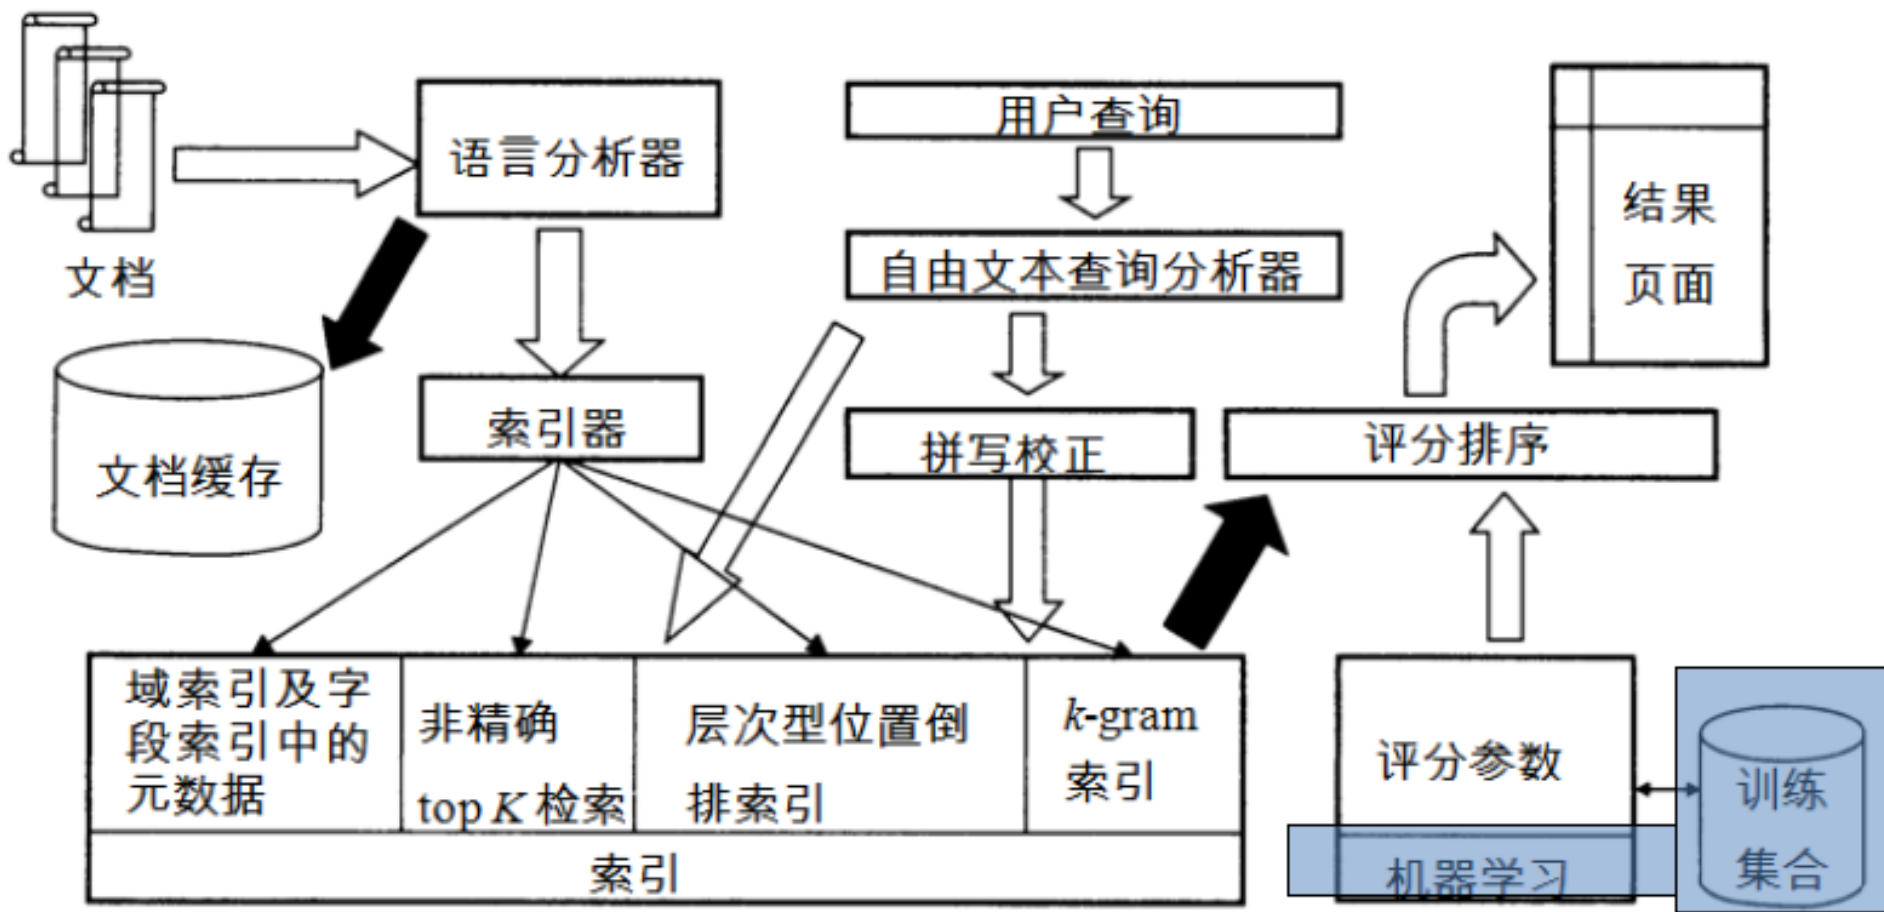 文档
语言分析器
用户查询
自由文本查询分析器
结果
页面
文档缓存
索引器
拼写校正
评分排序
域索引及字
段索引中的
元数据
非精确
top K 检索
层次型位置倒
排索引
k-gram
索引
索引
评分参数
机器学习
训练
集合